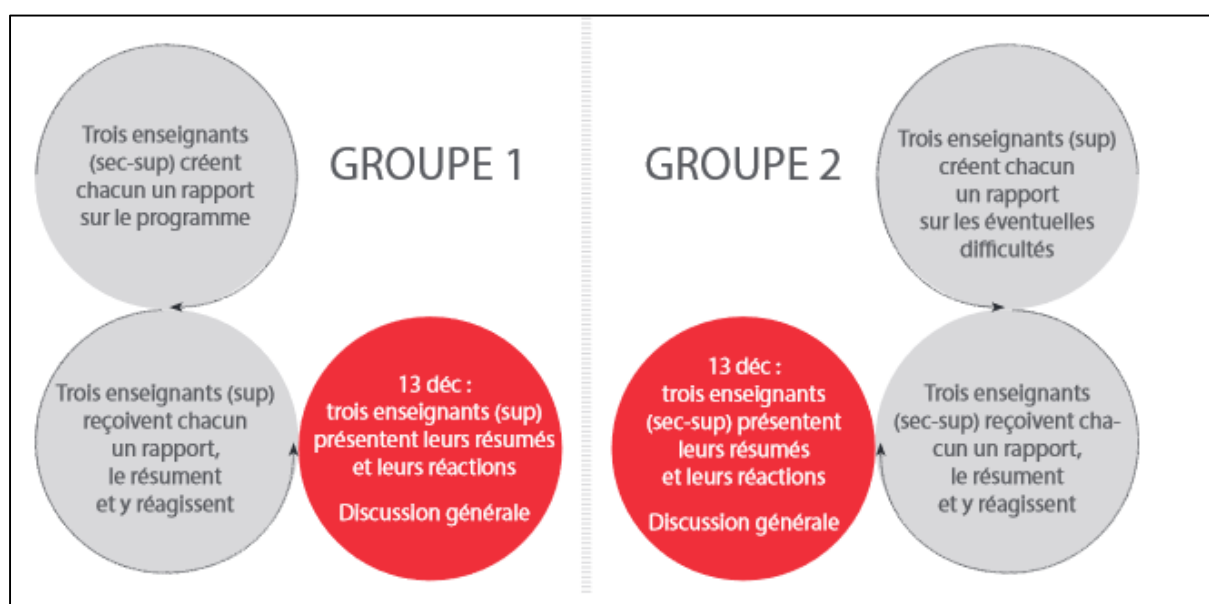 Trois enseignants
(sec-sup) créent
chacun un rapport
sur le programme
GROUPE 1
Trois enseignants (sup)
reçoivent chacun
un rapport,
le résument
et y réagissent
13 déc :
trois enseignants (sup)
présentent leurs résumés
et leurs réactions
Discussion générale
GROUPE 2
Trois enseignants (sup)
créent chacun
un rapport
sur les éventuelles
difficultés
13 déc :
trois enseignants
(sec-sup) présentent
leurs résumés
et leurs réactions
Discussion générale
Trois enseignants
(sec-sup) reçoivent cha-
cun un rapport,
le résument
et y réagissent